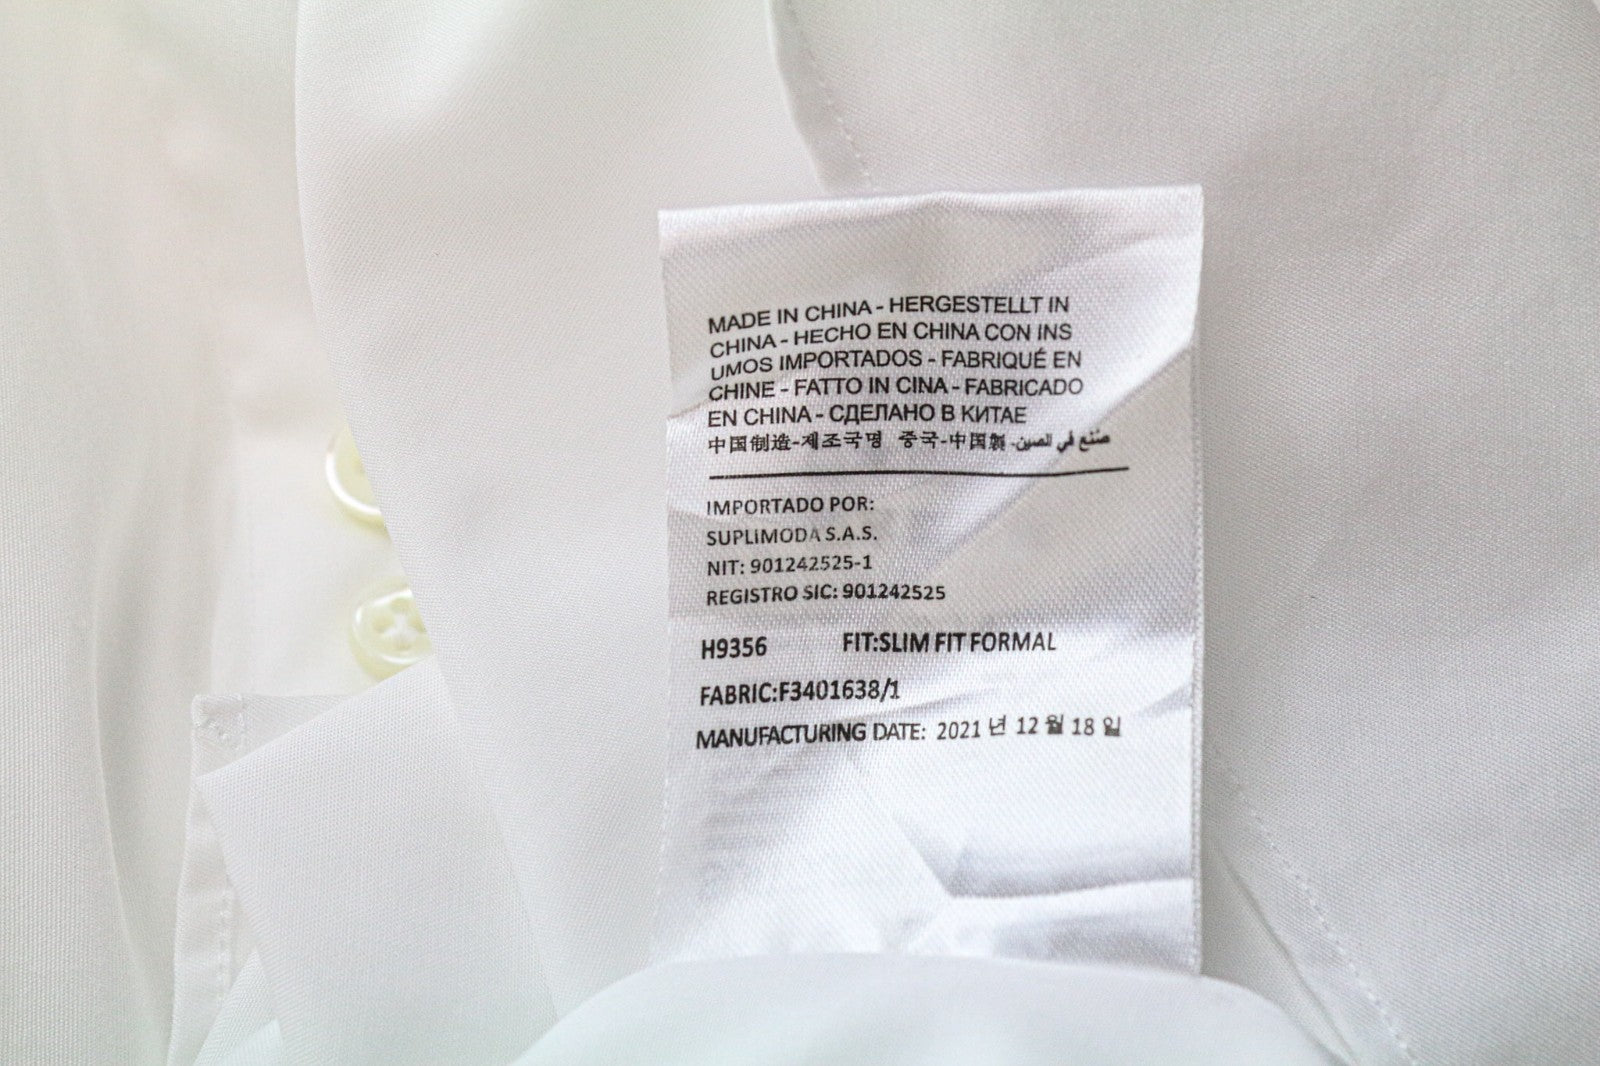 MADE IN CHINA - HERGESTELLT IN
CHINA - HECHO EN CHINA CON INS
UMOS IMPORTADOS - FABRIQUÉ EN
CHINE - FATTO IN CINA - FABRICADO
EN CHINA - СДЕЛАНО В КИТАЕ
中国制造-제조국명 중국-中国製-صنع في الصين
IMPORTADO POR:
SUPLIMODA S.A.S.
NIT: 901242525-1
REGISTRO SIC: 901242525
H9356 FIT:SLIM FIT FORMAL
FABRIC:F3401638/1
MANUFACTURING DATE: 2021 년 12 월 18 일